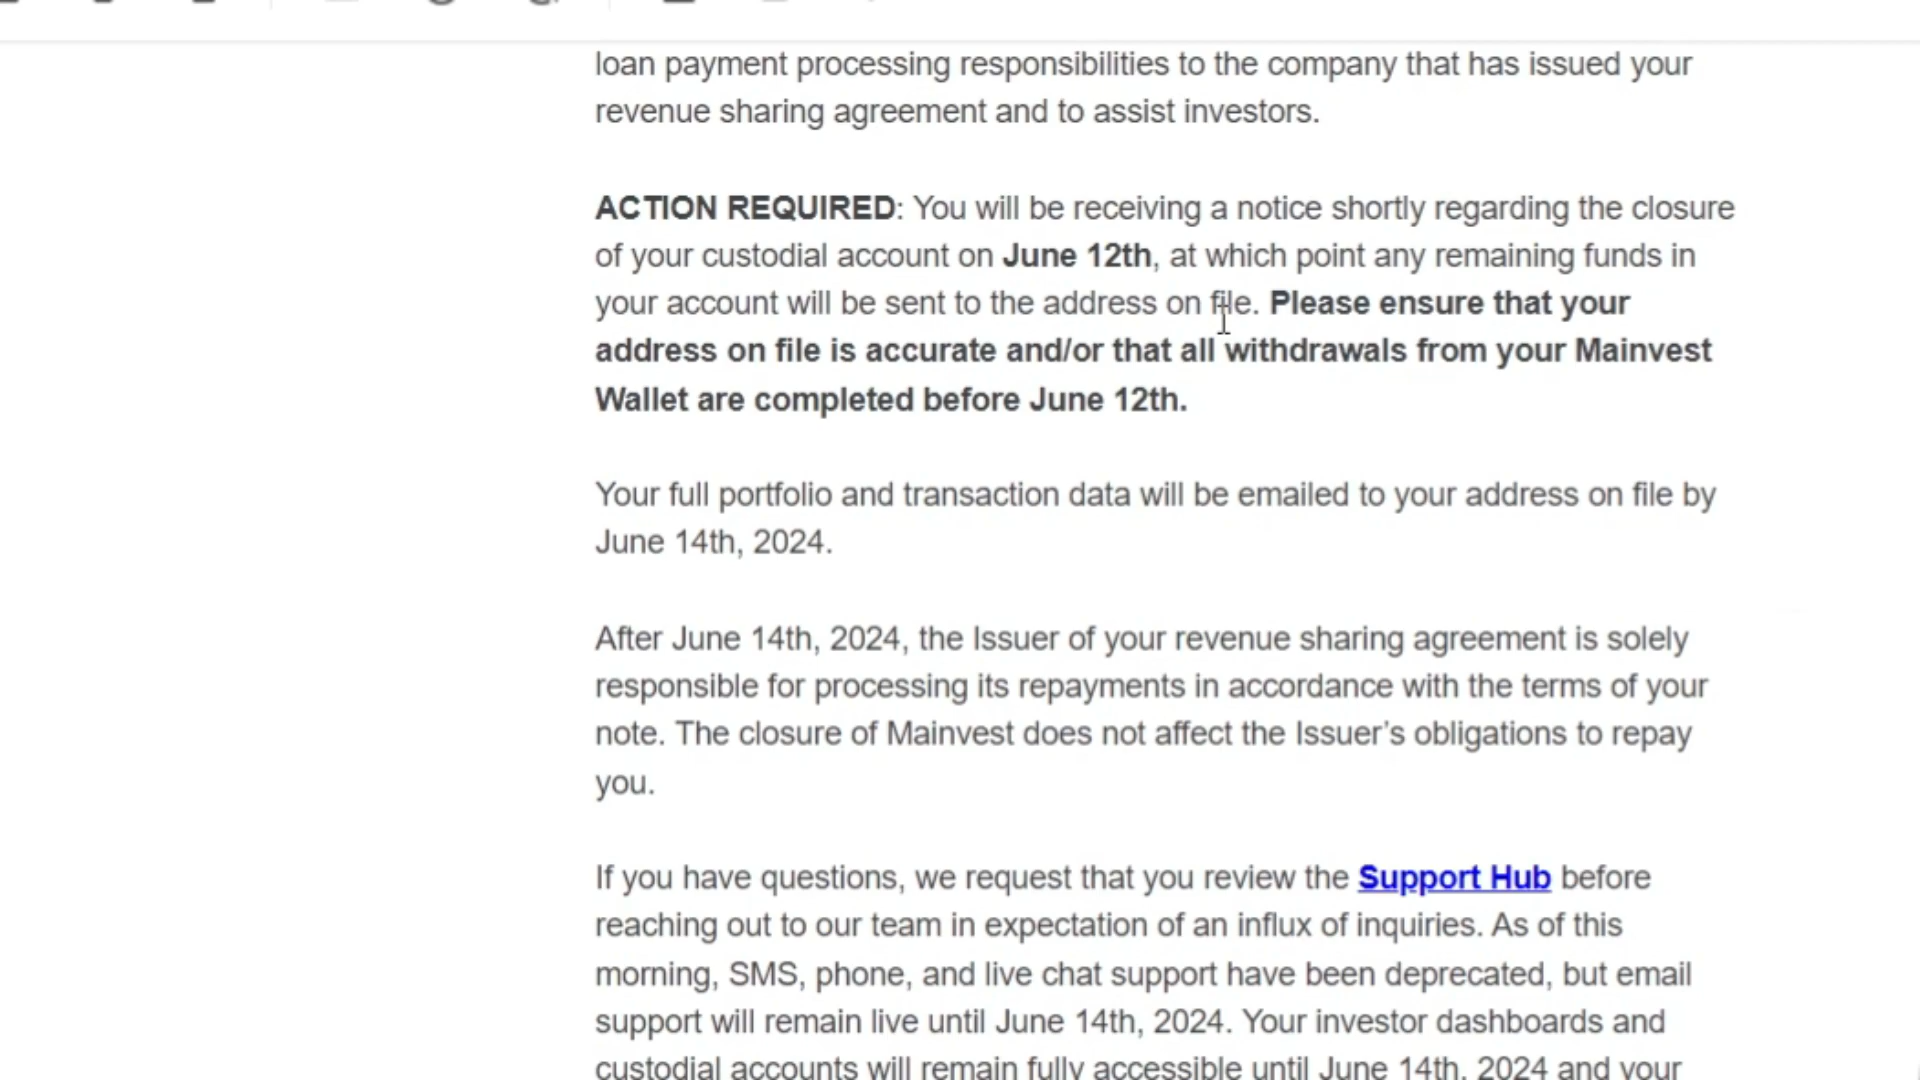 loan payment processing responsibilities to the company that has issued your
revenue sharing agreement and to assist investors.
ACTION REQUIRED: You will be receiving a notice shortly regarding the closure
of your custodial account on June 12th, at which point any remaining funds in
your account will be sent to the address on file. Please ensure that your
address on file is accurate and/or that all withdrawals from your Mainvest
Wallet are completed before June 12th.
Your full portfolio and transaction data will be emailed to your address on file by
June 14th, 2024.
After June 14th, 2024, the Issuer of your revenue sharing agreement is solely
responsible for processing its repayments in accordance with the terms of your
note. The closure of Mainvest does not affect the Issuer’s obligations to repay
you.
If you have questions, we request that you review the Support Hub before
reaching out to our team in expectation of an influx of inquiries. As of this
morning, SMS, phone, and live chat support have been deprecated, but email
support will remain live until June 14th, 2024. Your investor dashboards and
custodial accounts will remain fully accessible until June 14th, 2024 and your